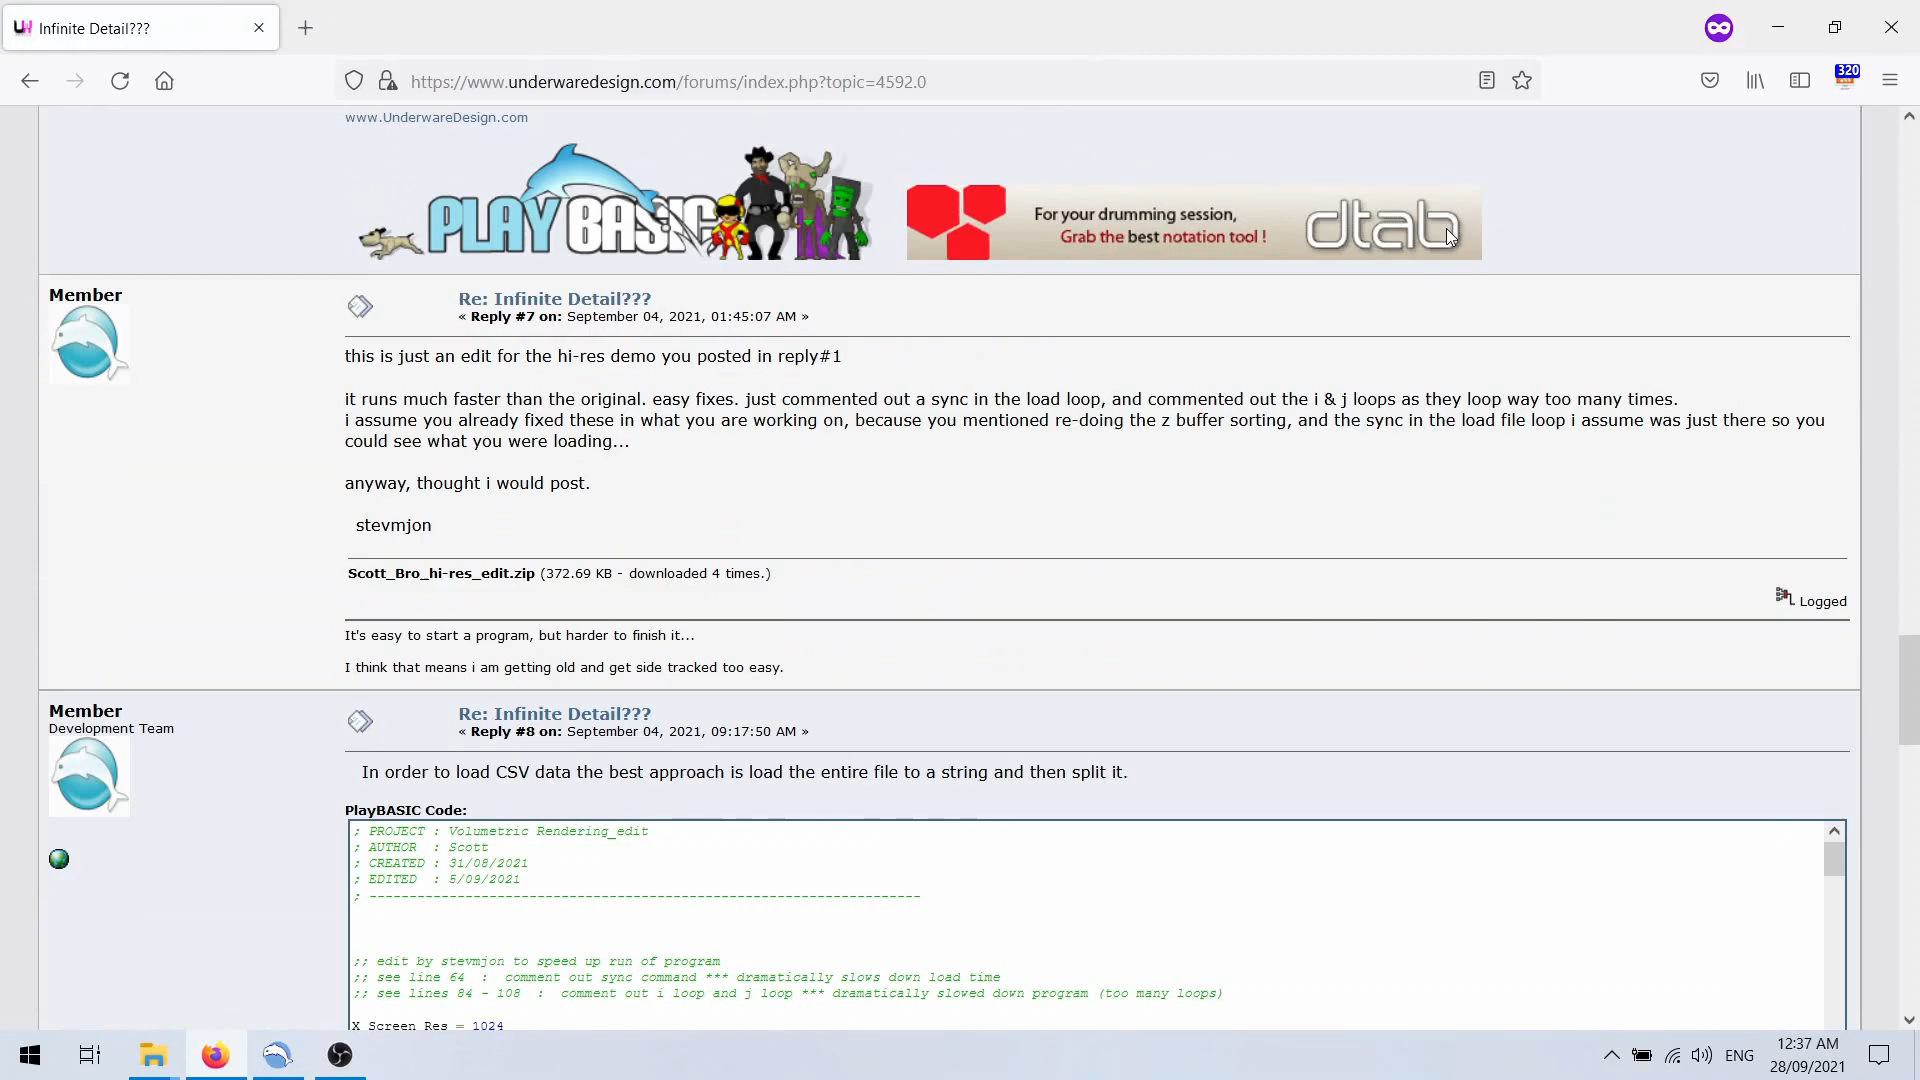 Infinite Detail???
https://www.underwaredesign.com/forums/index.php?topic=4592.0
320
www.UnderwareDesign.com
PLAY BASIC
For your drumming session,
Grab the best notation tool !
dtab
Member
Re: Infinite Detail???
« Reply #7 on: September 04, 2021, 01:45:07 AM »
this is just an edit for the hi-res demo you posted in reply#1
it runs much faster than the original. easy fixes. just commented out a sync in the load loop, and commented out the i & j loops as they loop way too many times.
i assume you already fixed these in what you are working on, because you mentioned re-doing the z buffer sorting, and the sync in the load file loop i assume was just there so you
could see what you were loading...
anyway, thought i would post.
stevmjon
Scott_Bro_hi-res_edit.zip (372.69 KB - downloaded 4 times.)
Logged
It's easy to start a program, but harder to finish it...
I think that means i am getting old and get side tracked too easy.
Member
Development Team
Re: Infinite Detail???
« Reply #8 on: September 04, 2021, 09:17:50 AM »
In order to load CSV data the best approach is load the entire file to a string and then split it.
PlayBASIC Code:
; PROJECT : Volumetric Rendering_edit
; AUTHOR  : Scott
; CREATED : 31/08/2021
; EDITED  : 5/09/2021
; ---------------------------------------------------------------------
;; edit by stevmjon to speed up run of program
;; see line 64  :  comment out sync command *** dramatically slows down load time
;; see lines 84 - 108  :  comment out i loop and j loop *** dramatically slowed down program (too many loops)
X_Screen_Res = 1024
ENG
12:37 AM
28/09/2021